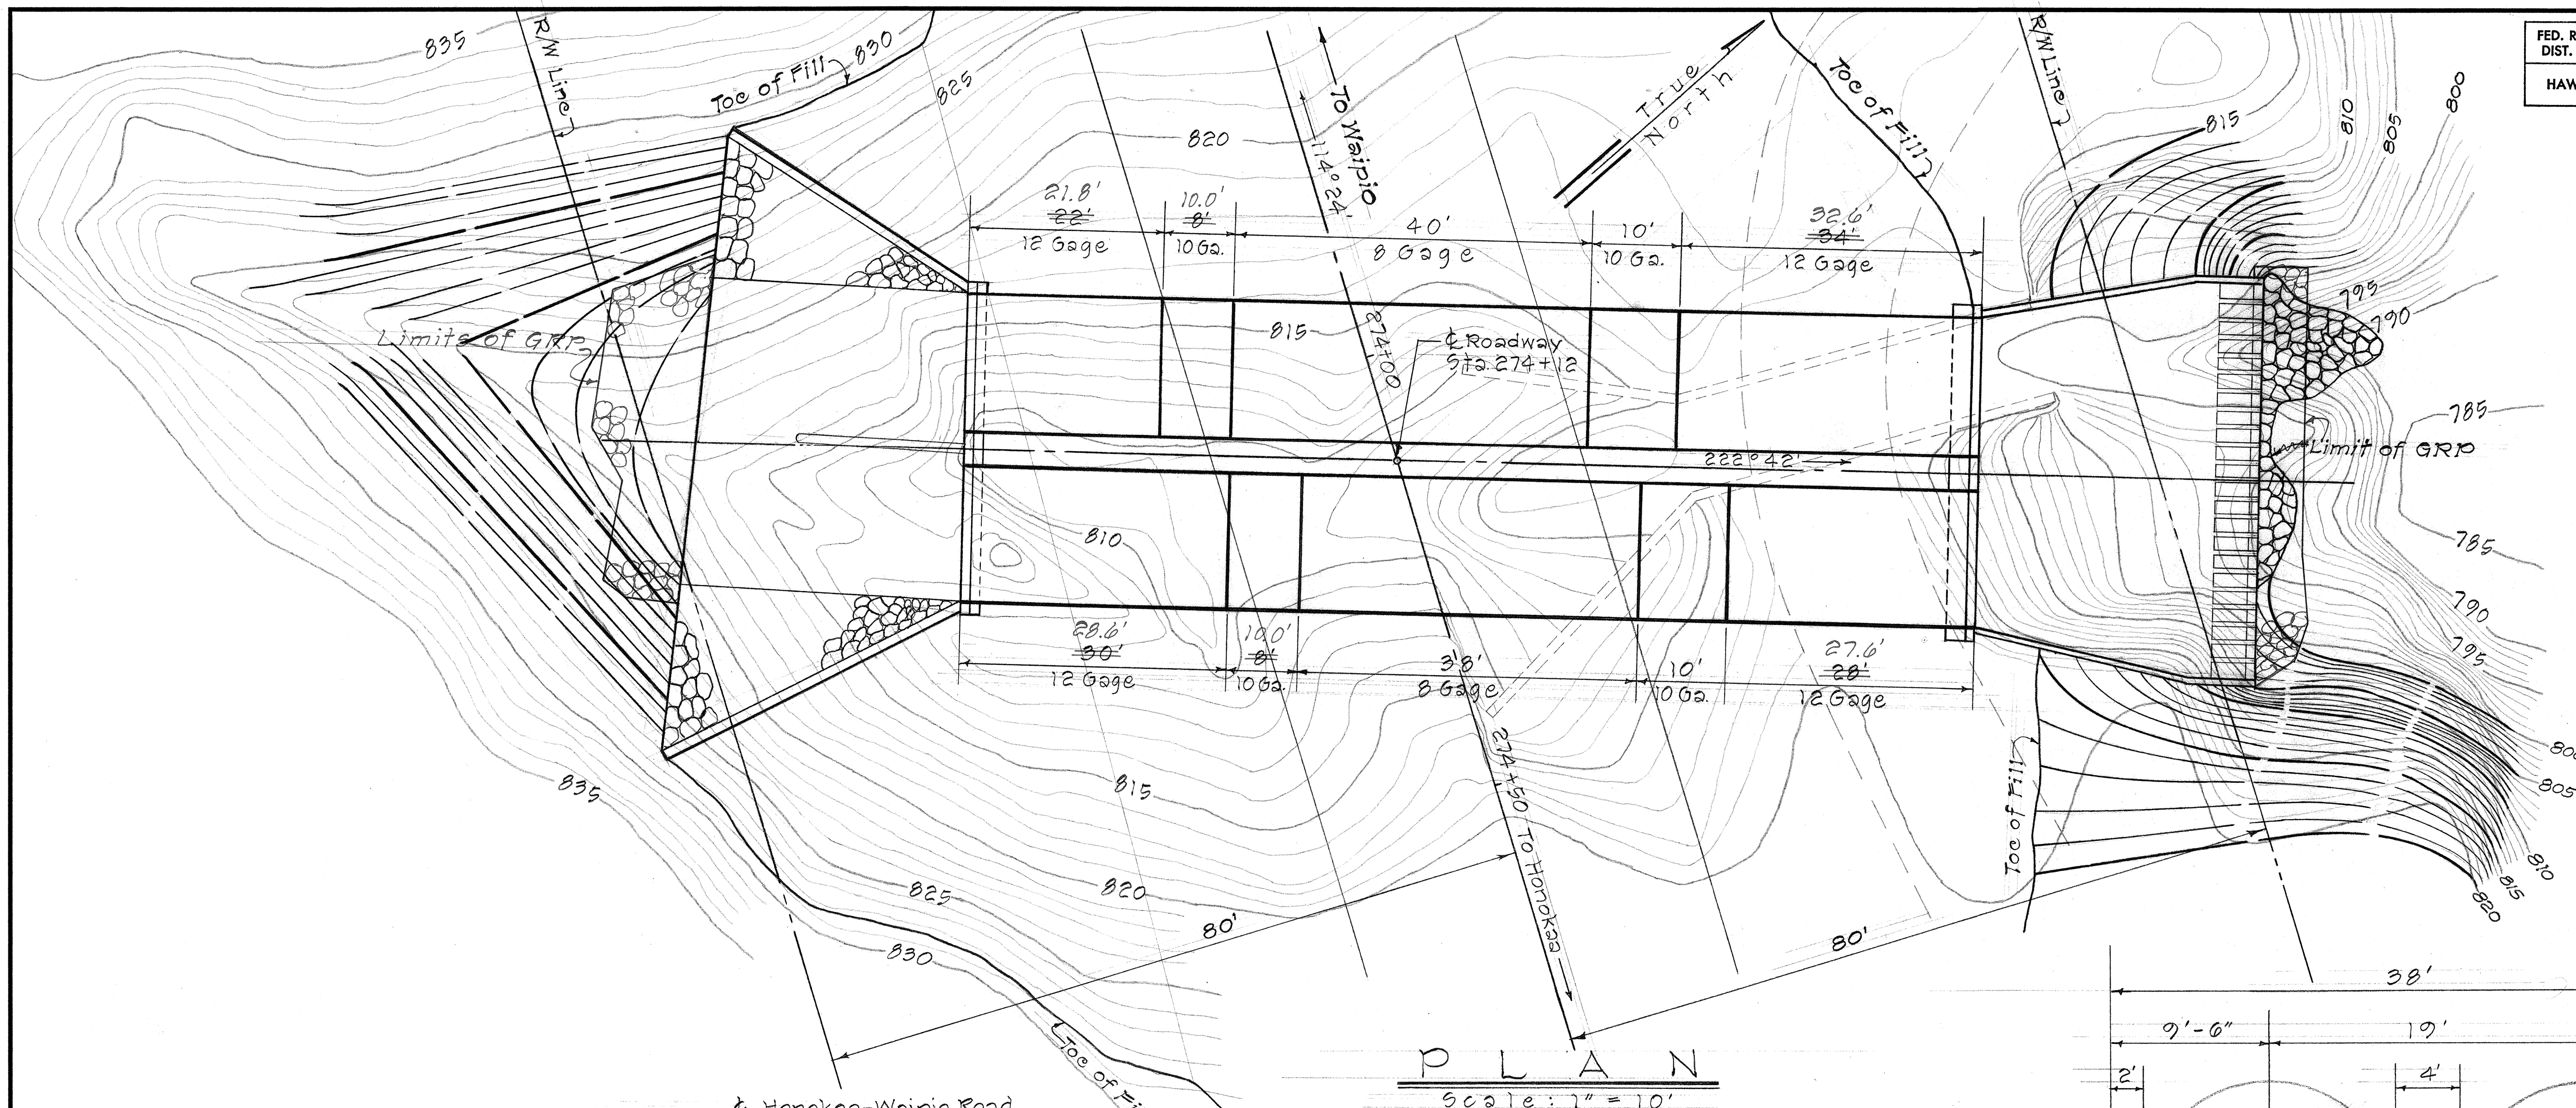 835
R/W Line
Toe of Fill
830
825
820
To Waipio
114° 24'
True
North
Toe of Fill
R/W Line
815
810
805
800
FED. R
DIST.
HAW
21.8'
22'
12 Gage
10.0'
8'
10 Ga.
40'
8 Gage
10'
10 Ga.
32.6'
34'
12 Gage
Limits of GRP
815
274+00
℄ Roadway
Sta. 274+12
222° 42'
795
790
785
Limit of GRP
785
790
795
805
810
815
820
810
28.6'
30'
12 Gage
10.0'
8'
10 Ga.
38'
8 Gage
10'
10 Ga.
27.6'
28'
12 Gage
835
815
820
825
830
274+50
To Honokaa
Toe of Fill
80'
80'
Toe of Fi
PLAN
Scale: 1" = 10'
℄ Honokaa-Waipio Road
38'
9'-6"
19'
2'
4'